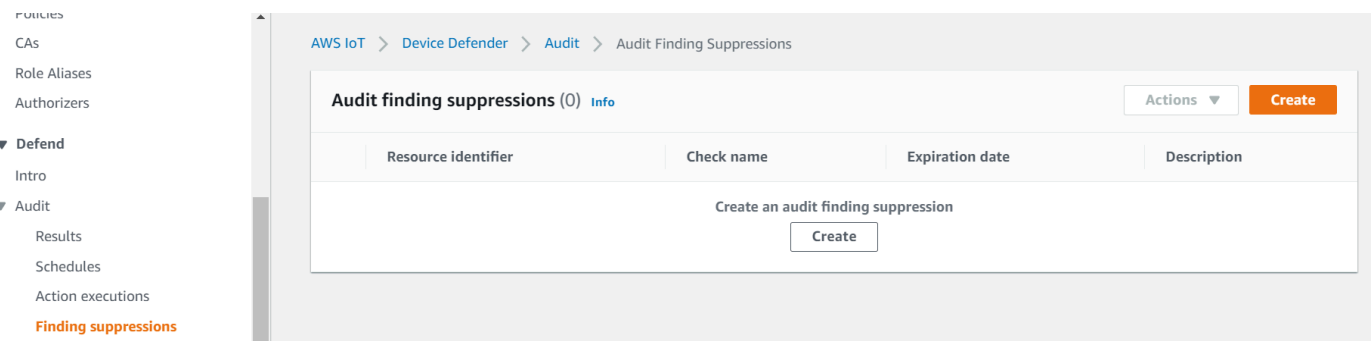 Policies
CAs
Role Aliases
Authorizers
Defend
Intro
Audit
Results
Schedules
Action executions
Finding suppressions
AWS IoT > Device Defender > Audit > Audit Finding Suppressions
Audit finding suppressions (0) Info
Actions Create
Resource identifier Check name Expiration date Description
Create an audit finding suppression
Create